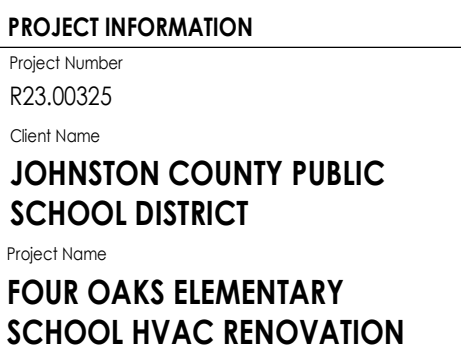 PROJECT INFORMATION
Project Number
R23.00325
Client Name
JOHNSTON COUNTY PUBLIC
SCHOOL DISTRICT
Project Name
FOUR OAKS ELEMENTARY
SCHOOL HVAC RENOVATION